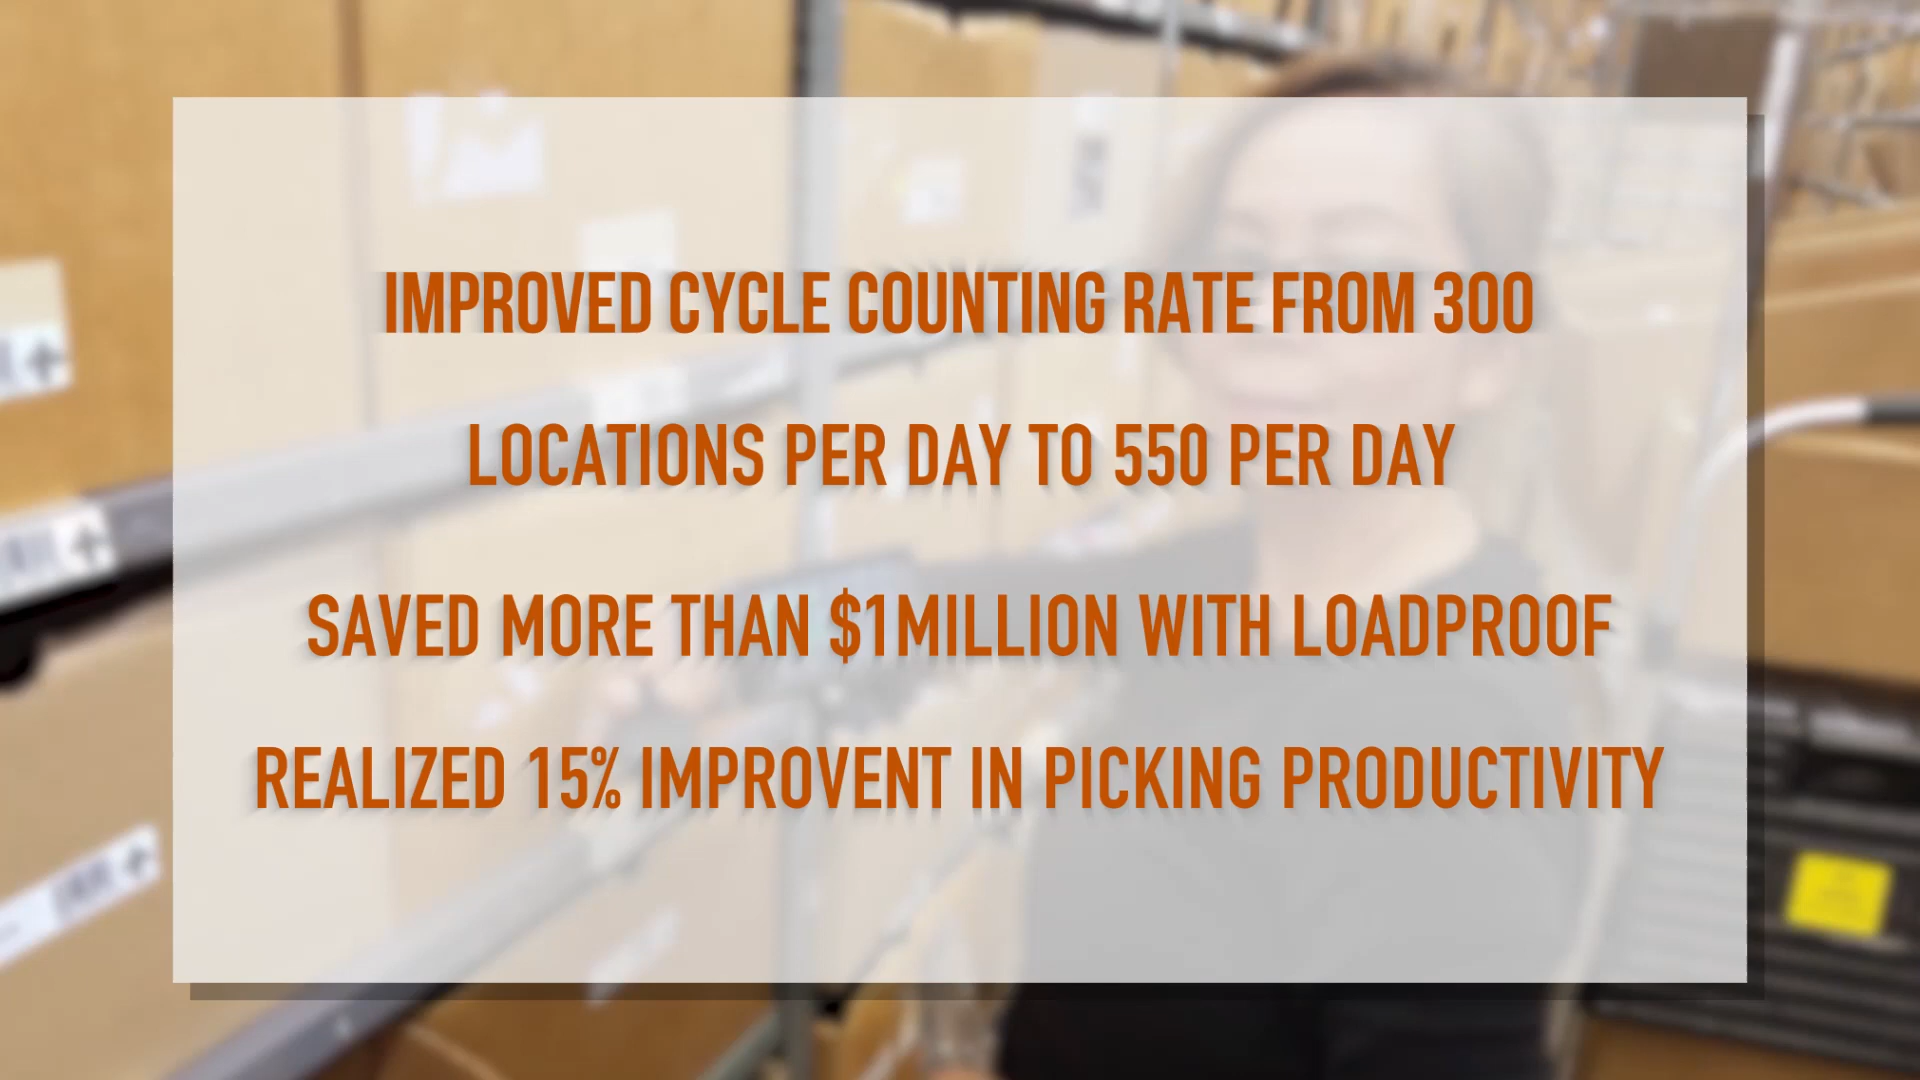 IMPROVED CYCLE COUNTING RATE FROM 300
LOCATIONS PER DAY TO 550 PER DAY
SAVED MORE THAN $1MILLION WITH LOADPROOF
REALIZED 15% IMPROVENT IN PICKING PRODUCTIVITY